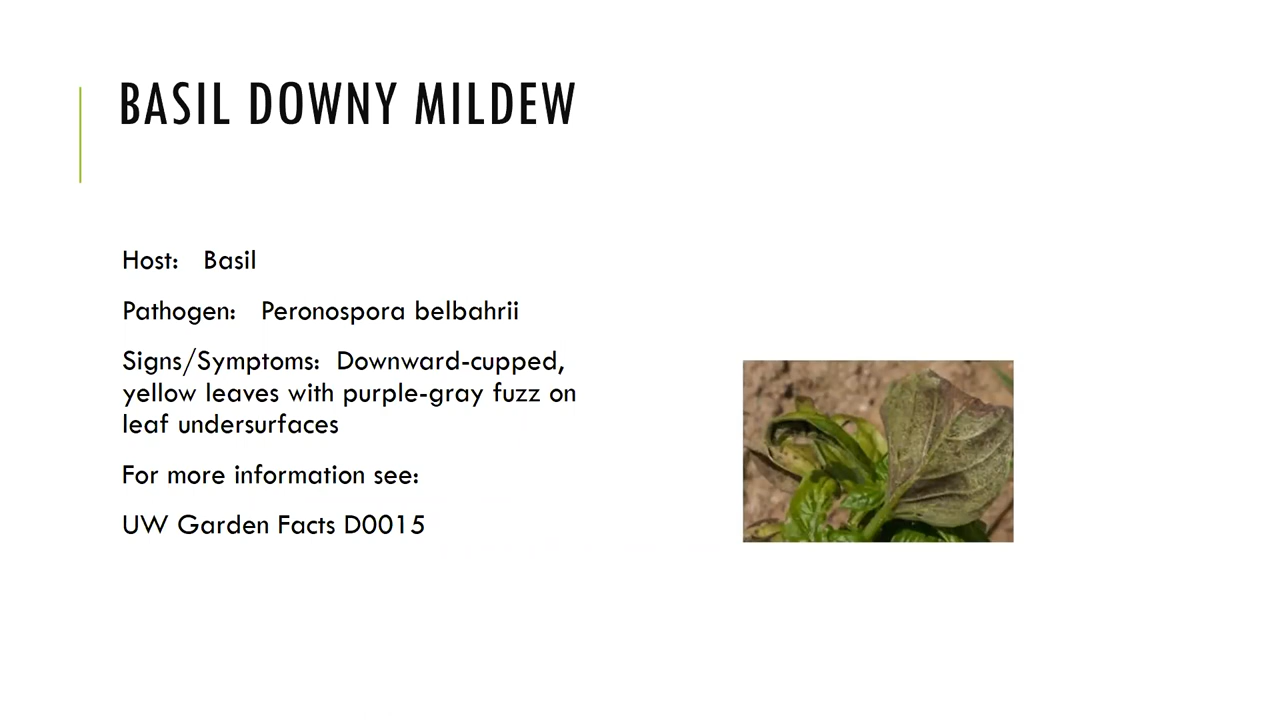 BASIL DOWNY MILDEW
Host: Basil
Pathogen: Peronospora belbahrii
Signs/Symptoms: Downward-cupped,
yellow leaves with purple-gray fuzz on
leaf undersurfaces
For more information see:
UW Garden Facts D0015